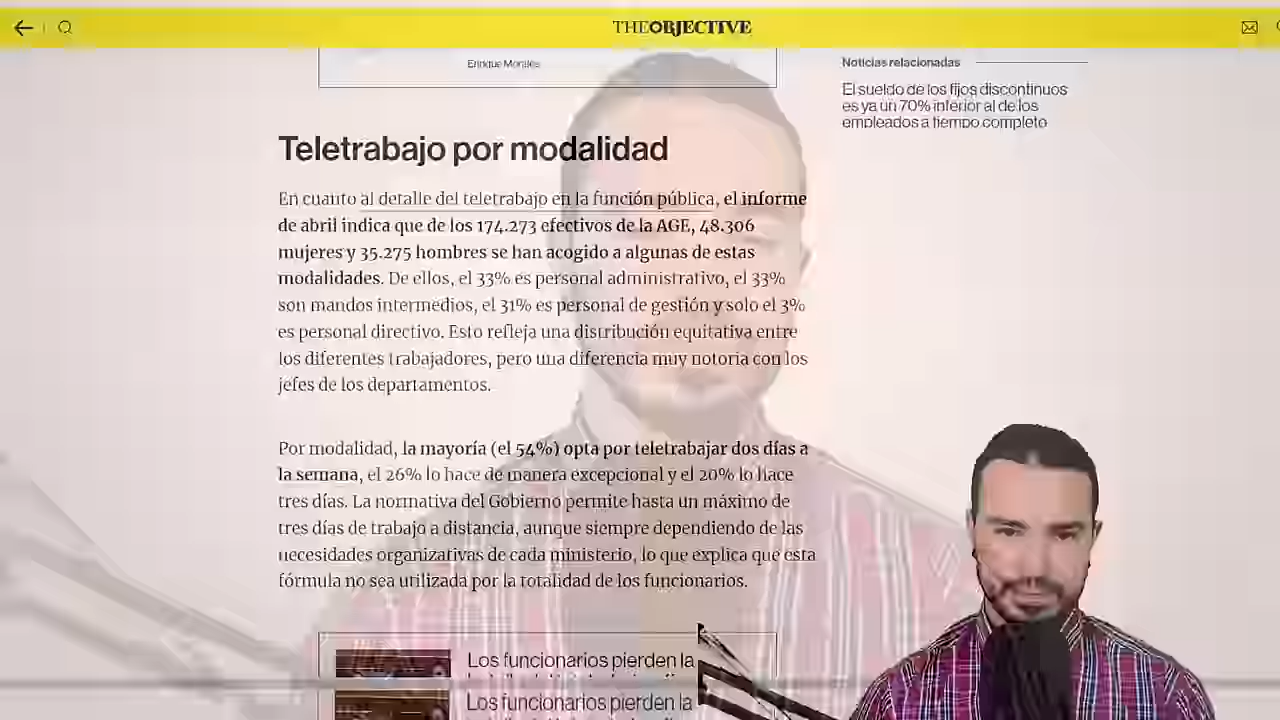 THEOBJECTIVE
Enrique Morales
Noticias relacionadas
El sueldo de los fijos discontinuos
es ya un 70% inferior al de los
empleados a tiempo completo
Teletrabajo por modalidad
En cuanto al detalle del teletrabajo en la función pública, el informe
de abril indica que de los 174.273 efectivos de la AGE, 48.306
mujeres y 35.275 hombres se han acogido a algunas de estas
modalidades. De ellos, el 33% es personal administrativo, el 33%
son mandos intermedios, el 31% es personal de gestión y solo el 3%
es personal directivo. Esto refleja una distribución equitativa entre
los diferentes trabajadores, pero una diferencia muy notoria con los
jefes de los departamentos.
Por modalidad, la mayoría (el 54%) opta por teletrabajar dos días a
la semana, el 26% lo hace de manera excepcional y el 20% lo hace
tres días. La normativa del Gobierno permite hasta un máximo de
tres días de trabajo a distancia, aunque siempre dependiendo de las
necesidades organizativas de cada ministerio, lo que explica que esta
fórmula no sea utilizada por la totalidad de los funcionarios.
Los funcionarios pierden la
Los funcionarios pierden la